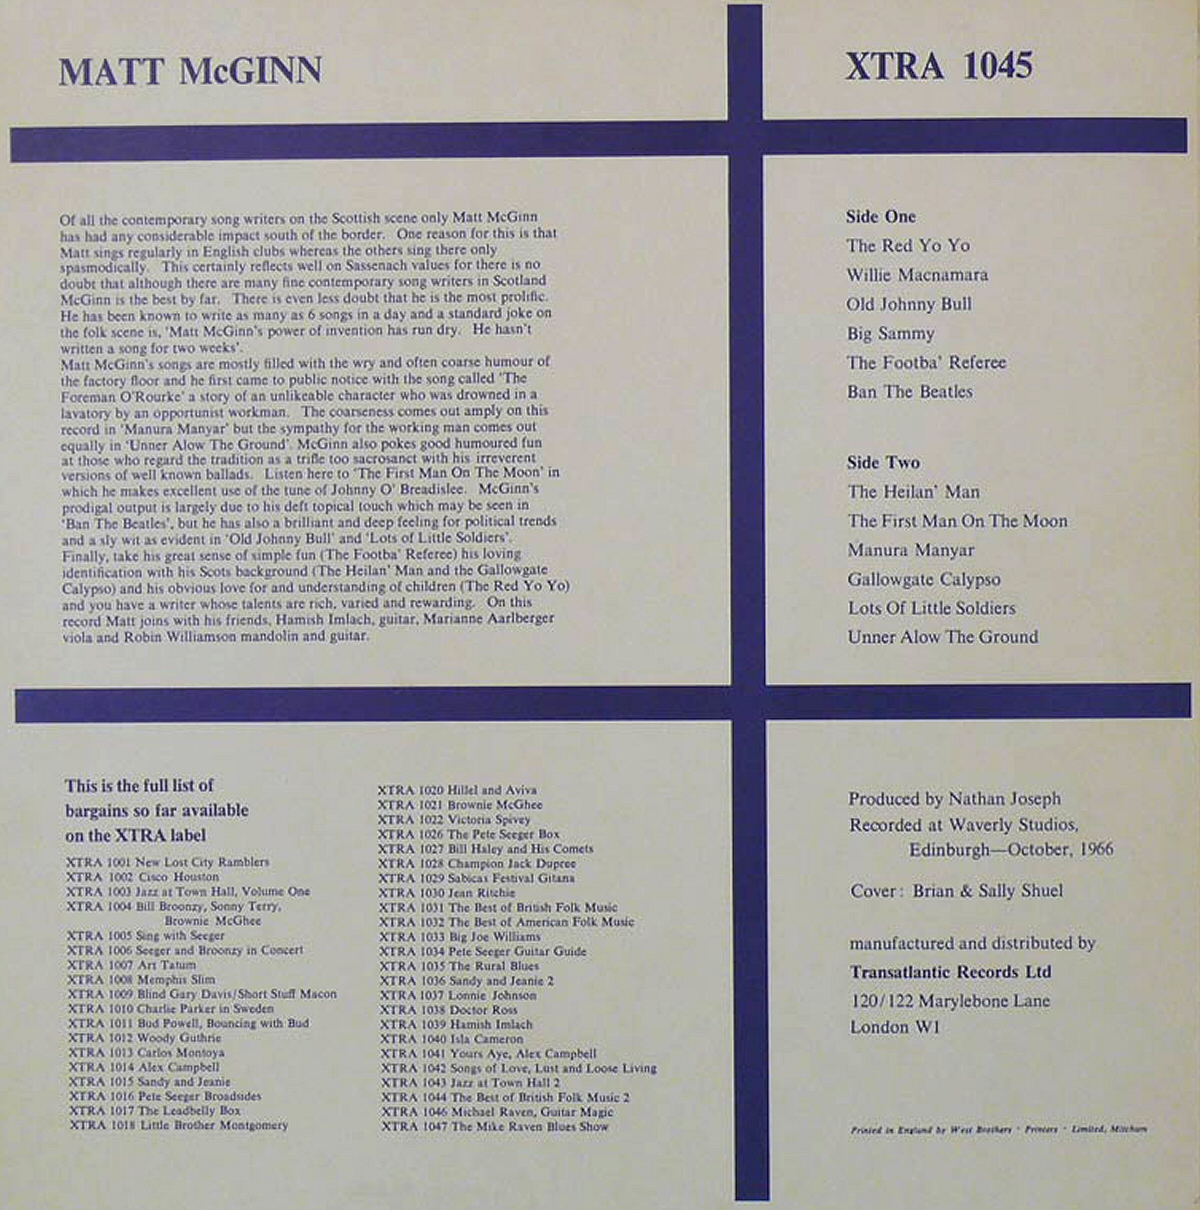 MATT McGINN
XTRA 1045
Of all the contemporary song writers on the Scottish scene only Matt McGinn
has had any considerable impact south of the border. One reason for this is that
Matt sings regularly in English clubs whereas the others sing there only
spasmodically. This certainly reflects well on Sassenach values for there is no
doubt that although there are many fine contemporary song writers in Scotland
McGinn is the best by far. There is even less doubt that he is the most prolific.
He has been known to write as many as 6 songs in a day and a standard joke on
the folk scene is, 'Matt McGinn's power of invention has run dry. He hasn't
written a song for two weeks'.
Matt McGinn's songs are mostly filled with the wry and often coarse humour of
the factory floor and he first came to public notice with the song called 'The
Foreman O'Rourke' a story of an unlikeable character who was drowned in a
lavatory by an opportunist workman. The coarseness comes out amply on this
record in 'Manura Manyar' but the sympathy for the working man comes out
equally in 'Unner Alow The Ground'. McGinn also pokes good humoured fun
at those who regard the tradition as a trifle too sacrosanct with his irreverent
versions of well known ballads. Listen here to 'The First Man On The Moon' in
which he makes excellent use of the tune of Johnny O' Breadislee. McGinn's
prodigal output is largely due to his deft topical touch which may be seen in
'Ban The Beatles', but he has also a brilliant and deep feeling for political trends
and a sly wit as evident in 'Old Johnny Bull' and 'Lots of Little Soldiers'.
Finally, take his great sense of simple fun (The Footba' Referee) his loving
identification with his Scots background (The Heilan' Man and the Gallowgate
Calypso) and his obvious love for and understanding of children (The Red Yo Yo)
and you have a writer whose talents are rich, varied and rewarding. On this
record Matt joins with his friends, Hamish Imlach, guitar, Marianne Aarlberger
viola and Robin Williamson mandolin and guitar.
Side One
The Red Yo Yo
Willie Macnamara
Old Johnny Bull
Big Sammy
The Footba' Referee
Ban The Beatles
Side Two
The Heilan' Man
The First Man On The Moon
Manura Manyar
Gallowgate Calypso
Lots Of Little Soldiers
Unner Alow The Ground
This is the full list of
bargains so far available
on the XTRA label
XTRA 1001 New Lost City Ramblers
XTRA 1002 Cisco Houston
XTRA 1003 Jazz at Town Hall, Volume One
XTRA 1004 Bill Broonzy, Sonny Terry,
Brownie McGhee
XTRA 1005 Sing with Seeger
XTRA 1006 Seeger and Broonzy in Concert
XTRA 1007 Art Tatum
XTRA 1008 Memphis Slim
XTRA 1009 Blind Gary Davis/Short Stuff Macon
XTRA 1010 Charlie Parker in Sweden
XTRA 1011 Bud Powell, Bouncing with Bud
XTRA 1012 Woody Guthrie
XTRA 1013 Carlos Montoya
XTRA 1014 Alex Campbell
XTRA 1015 Sandy and Jeanie
XTRA 1016 Pete Seeger Broadsides
XTRA 1017 The Leadbelly Box
XTRA 1018 Little Brother Montgomery
XTRA 1020 Hillel and Aviva
XTRA 1021 Brownie McGhee
XTRA 1022 Victoria Spivey
XTRA 1026 The Pete Seeger Box
XTRA 1027 Bill Haley and His Comets
XTRA 1028 Champion Jack Dupree
XTRA 1029 Sabicas Festival Gitana
XTRA 1030 Jean Ritchie
XTRA 1031 The Best of British Folk Music
XTRA 1032 The Best of American Folk Music
XTRA 1033 Big Joe Williams
XTRA 1034 Pete Seeger Guitar Guide
XTRA 1035 The Rural Blues
XTRA 1036 Sandy and Jeanie 2
XTRA 1037 Lonnie Johnson
XTRA 1038 Doctor Ross
XTRA 1039 Hamish Imlach
XTRA 1040 Isla Cameron
XTRA 1041 Yours Aye, Alex Campbell
XTRA 1042 Songs of Love, Lust and Loose Living
XTRA 1043 Jazz at Town Hall 2
XTRA 1044 The Best of British Folk Music 2
XTRA 1046 Michael Raven, Guitar Magic
XTRA 1047 The Mike Raven Blues Show
Produced by Nathan Joseph
Recorded at Waverly Studios,
Edinburgh—October, 1966
Cover: Brian & Sally Shuel
manufactured and distributed by
Transatlantic Records Ltd
120/122 Marylebone Lane
London W1
Printed in England by West Brothers · Printers · Limited, Mitcham